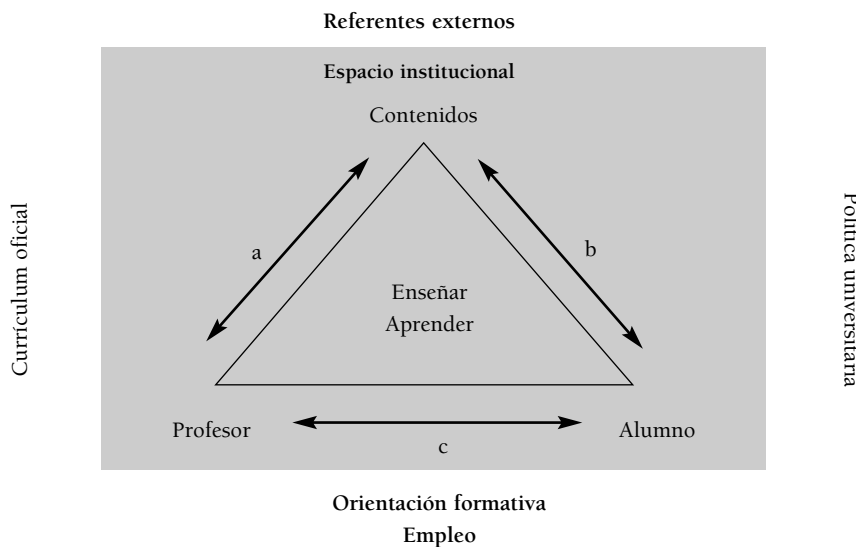 Referentes externos
Espacio institucional
Contenidos
Currículum oficial
a
b
Política universitaria
Enseñar
Aprender
Profesor
Alumno
c
Orientación formativa
Empleo